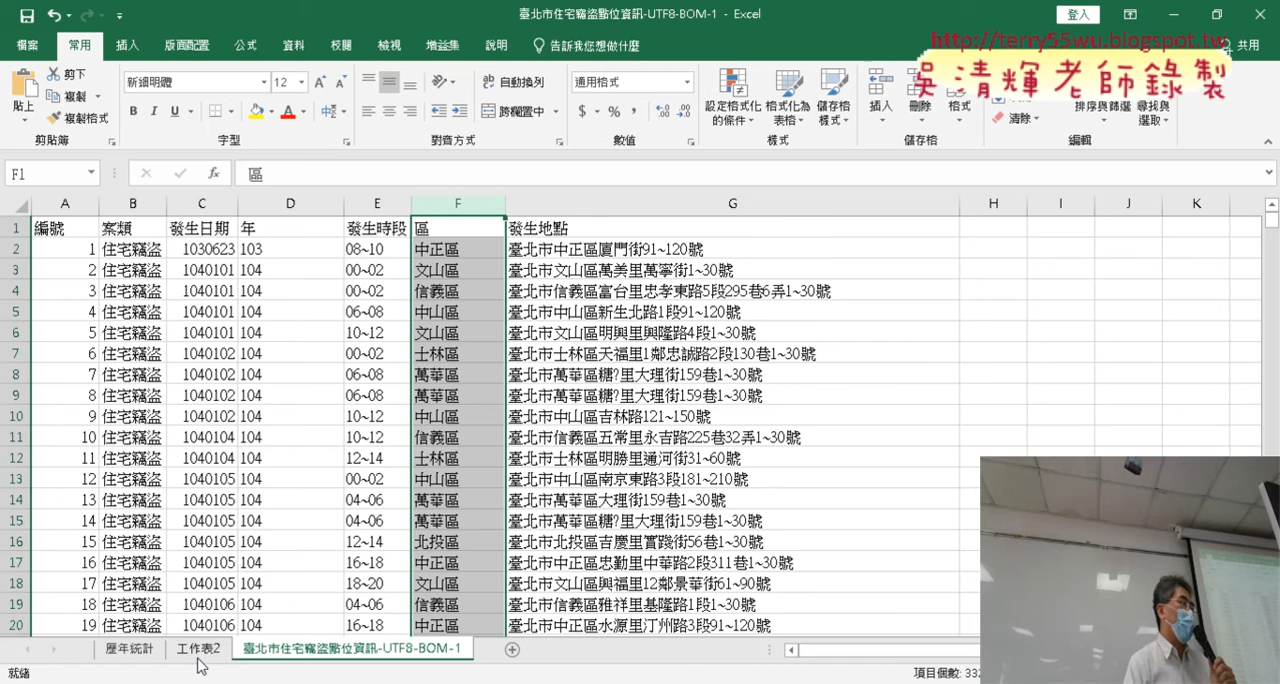 臺北市住宅竊盜點位資訊-UTF8-BOM-1 - Excel
登入
檔案 常用 插入 版面配置 公式 資料 校閱 檢視 增益集 說明 告訴我您想做什麼 共用
http://terry55wu.blogspot.tw
吳清輝老師錄製
貼上 剪下 複製 複製格式 剪貼簿
新細明體 12 B I U 字型
自動換列 跨欄置中 對齊方式
通用格式 $ % 數值
設定格式化的條件 格式化為表格 儲存格樣式 樣式
插入 刪除 格式 儲存格
清除 排序與篩選 尋找與選取 編輯
F1 fx 區
A B C D E F G H I J K
1 編號 案類 發生日期 年 發生時段 區 發生地點
2 1 住宅竊盜 1030623 103 08~10 中正區 臺北市中正區廈門街91~120號
3 2 住宅竊盜 1040101 104 00~02 文山區 臺北市文山區萬美里萬寧街1~30號
4 3 住宅竊盜 1040101 104 00~02 信義區 臺北市信義區富台里忠孝東路5段295巷6弄1~30號
5 4 住宅竊盜 1040101 104 06~08 中山區 臺北市中山區新生北路1段91~120號
6 5 住宅竊盜 1040101 104 10~12 文山區 臺北市文山區明興里興隆路4段1~30號
7 6 住宅竊盜 1040102 104 00~02 士林區 臺北市士林區天福里1鄰忠誠路2段130巷1~30號
8 7 住宅竊盜 1040102 104 06~08 萬華區 臺北市萬華區糖?里大理街159巷1~30號
9 8 住宅竊盜 1040102 104 06~08 萬華區 臺北市萬華區糖?里大理街159巷1~30號
10 9 住宅竊盜 1040102 104 10~12 中山區 臺北市中山區吉林路121~150號
11 10 住宅竊盜 1040104 104 10~12 信義區 臺北市信義區五常里永吉路225巷32弄1~30號
12 11 住宅竊盜 1040104 104 12~14 士林區 臺北市士林區明勝里通河街31~60號
13 12 住宅竊盜 1040105 104 00~02 中山區 臺北市中山區南京東路3段181~210號
14 13 住宅竊盜 1040105 104 04~06 萬華區 臺北市萬華區大理街159巷1~30號
15 14 住宅竊盜 1040105 104 04~06 萬華區 臺北市萬華區糖?里大理街159巷1~30號
16 15 住宅竊盜 1040105 104 12~14 北投區 臺北市北投區吉慶里實踐街56巷1~30號
17 16 住宅竊盜 1040105 104 16~18 中正區 臺北市中正區忠勤里中華路2段311巷1~30號
18 17 住宅竊盜 1040105 104 18~20 文山區 臺北市文山區興福里12鄰景華街61~90號
19 18 住宅竊盜 1040106 104 04~06 信義區 臺北市信義區雅祥里基隆路1段1~30號
20 19 住宅竊盜 1040106 104 16~18 中正區 臺北市中正區水源里汀州路3段91~120號
歷年統計 工作表2 臺北市住宅竊盜點位資訊-UTF8-BOM-1
就緒 項目個數: